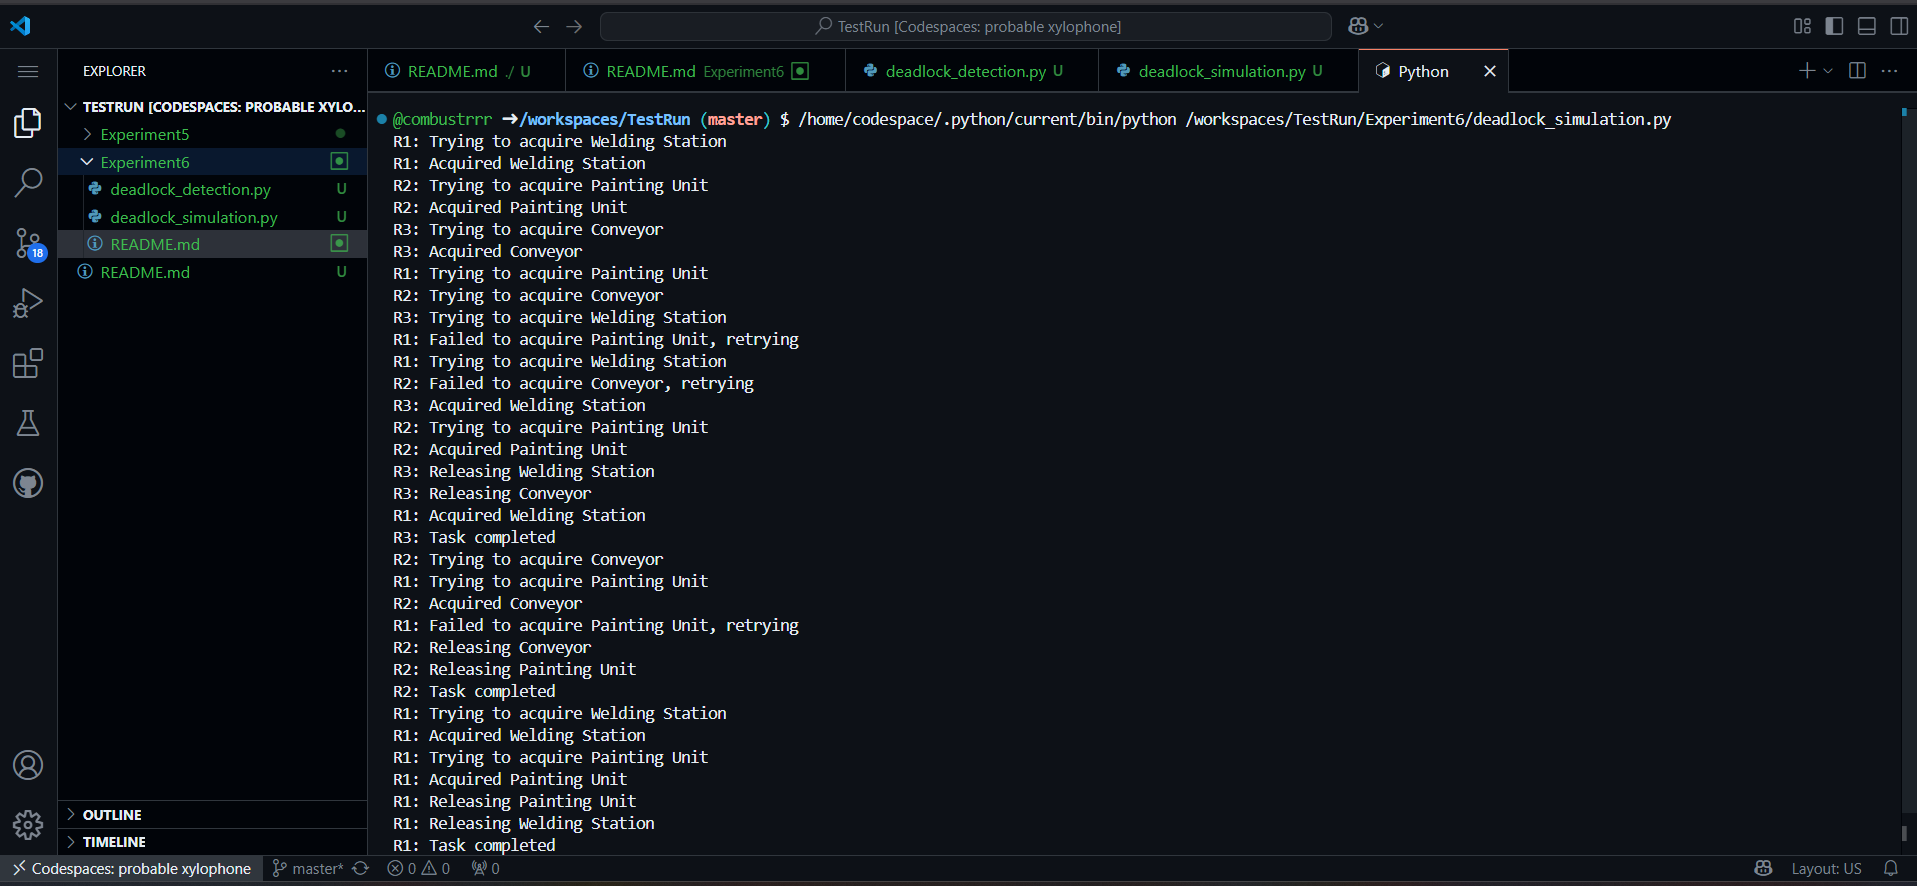 TestRun [Codespaces: probable xylophone]
EXPLORER
README.md ./ U
README.md Experiment6
deadlock_detection.py U
deadlock_simulation.py U
Python
TESTRUN [CODESPACES: PROBABLE XYLO...
Experiment5
Experiment6
deadlock_detection.py U
deadlock_simulation.py U
README.md
README.md U
18
@combustrrr ➜/workspaces/TestRun (master) $ /home/codespace/.python/current/bin/python /workspaces/TestRun/Experiment6/deadlock_simulation.py
R1: Trying to acquire Welding Station
R1: Acquired Welding Station
R2: Trying to acquire Painting Unit
R2: Acquired Painting Unit
R3: Trying to acquire Conveyor
R3: Acquired Conveyor
R1: Trying to acquire Painting Unit
R2: Trying to acquire Conveyor
R3: Trying to acquire Welding Station
R1: Failed to acquire Painting Unit, retrying
R1: Trying to acquire Welding Station
R2: Failed to acquire Conveyor, retrying
R3: Acquired Welding Station
R2: Trying to acquire Painting Unit
R2: Acquired Painting Unit
R3: Releasing Welding Station
R3: Releasing Conveyor
R1: Acquired Welding Station
R3: Task completed
R2: Trying to acquire Conveyor
R1: Trying to acquire Painting Unit
R2: Acquired Conveyor
R1: Failed to acquire Painting Unit, retrying
R2: Releasing Conveyor
R2: Releasing Painting Unit
R2: Task completed
R1: Trying to acquire Welding Station
R1: Acquired Welding Station
R1: Trying to acquire Painting Unit
R1: Acquired Painting Unit
R1: Releasing Painting Unit
R1: Releasing Welding Station
R1: Task completed
OUTLINE
TIMELINE
Codespaces: probable xylophone
master*
0 0
0
Layout: US